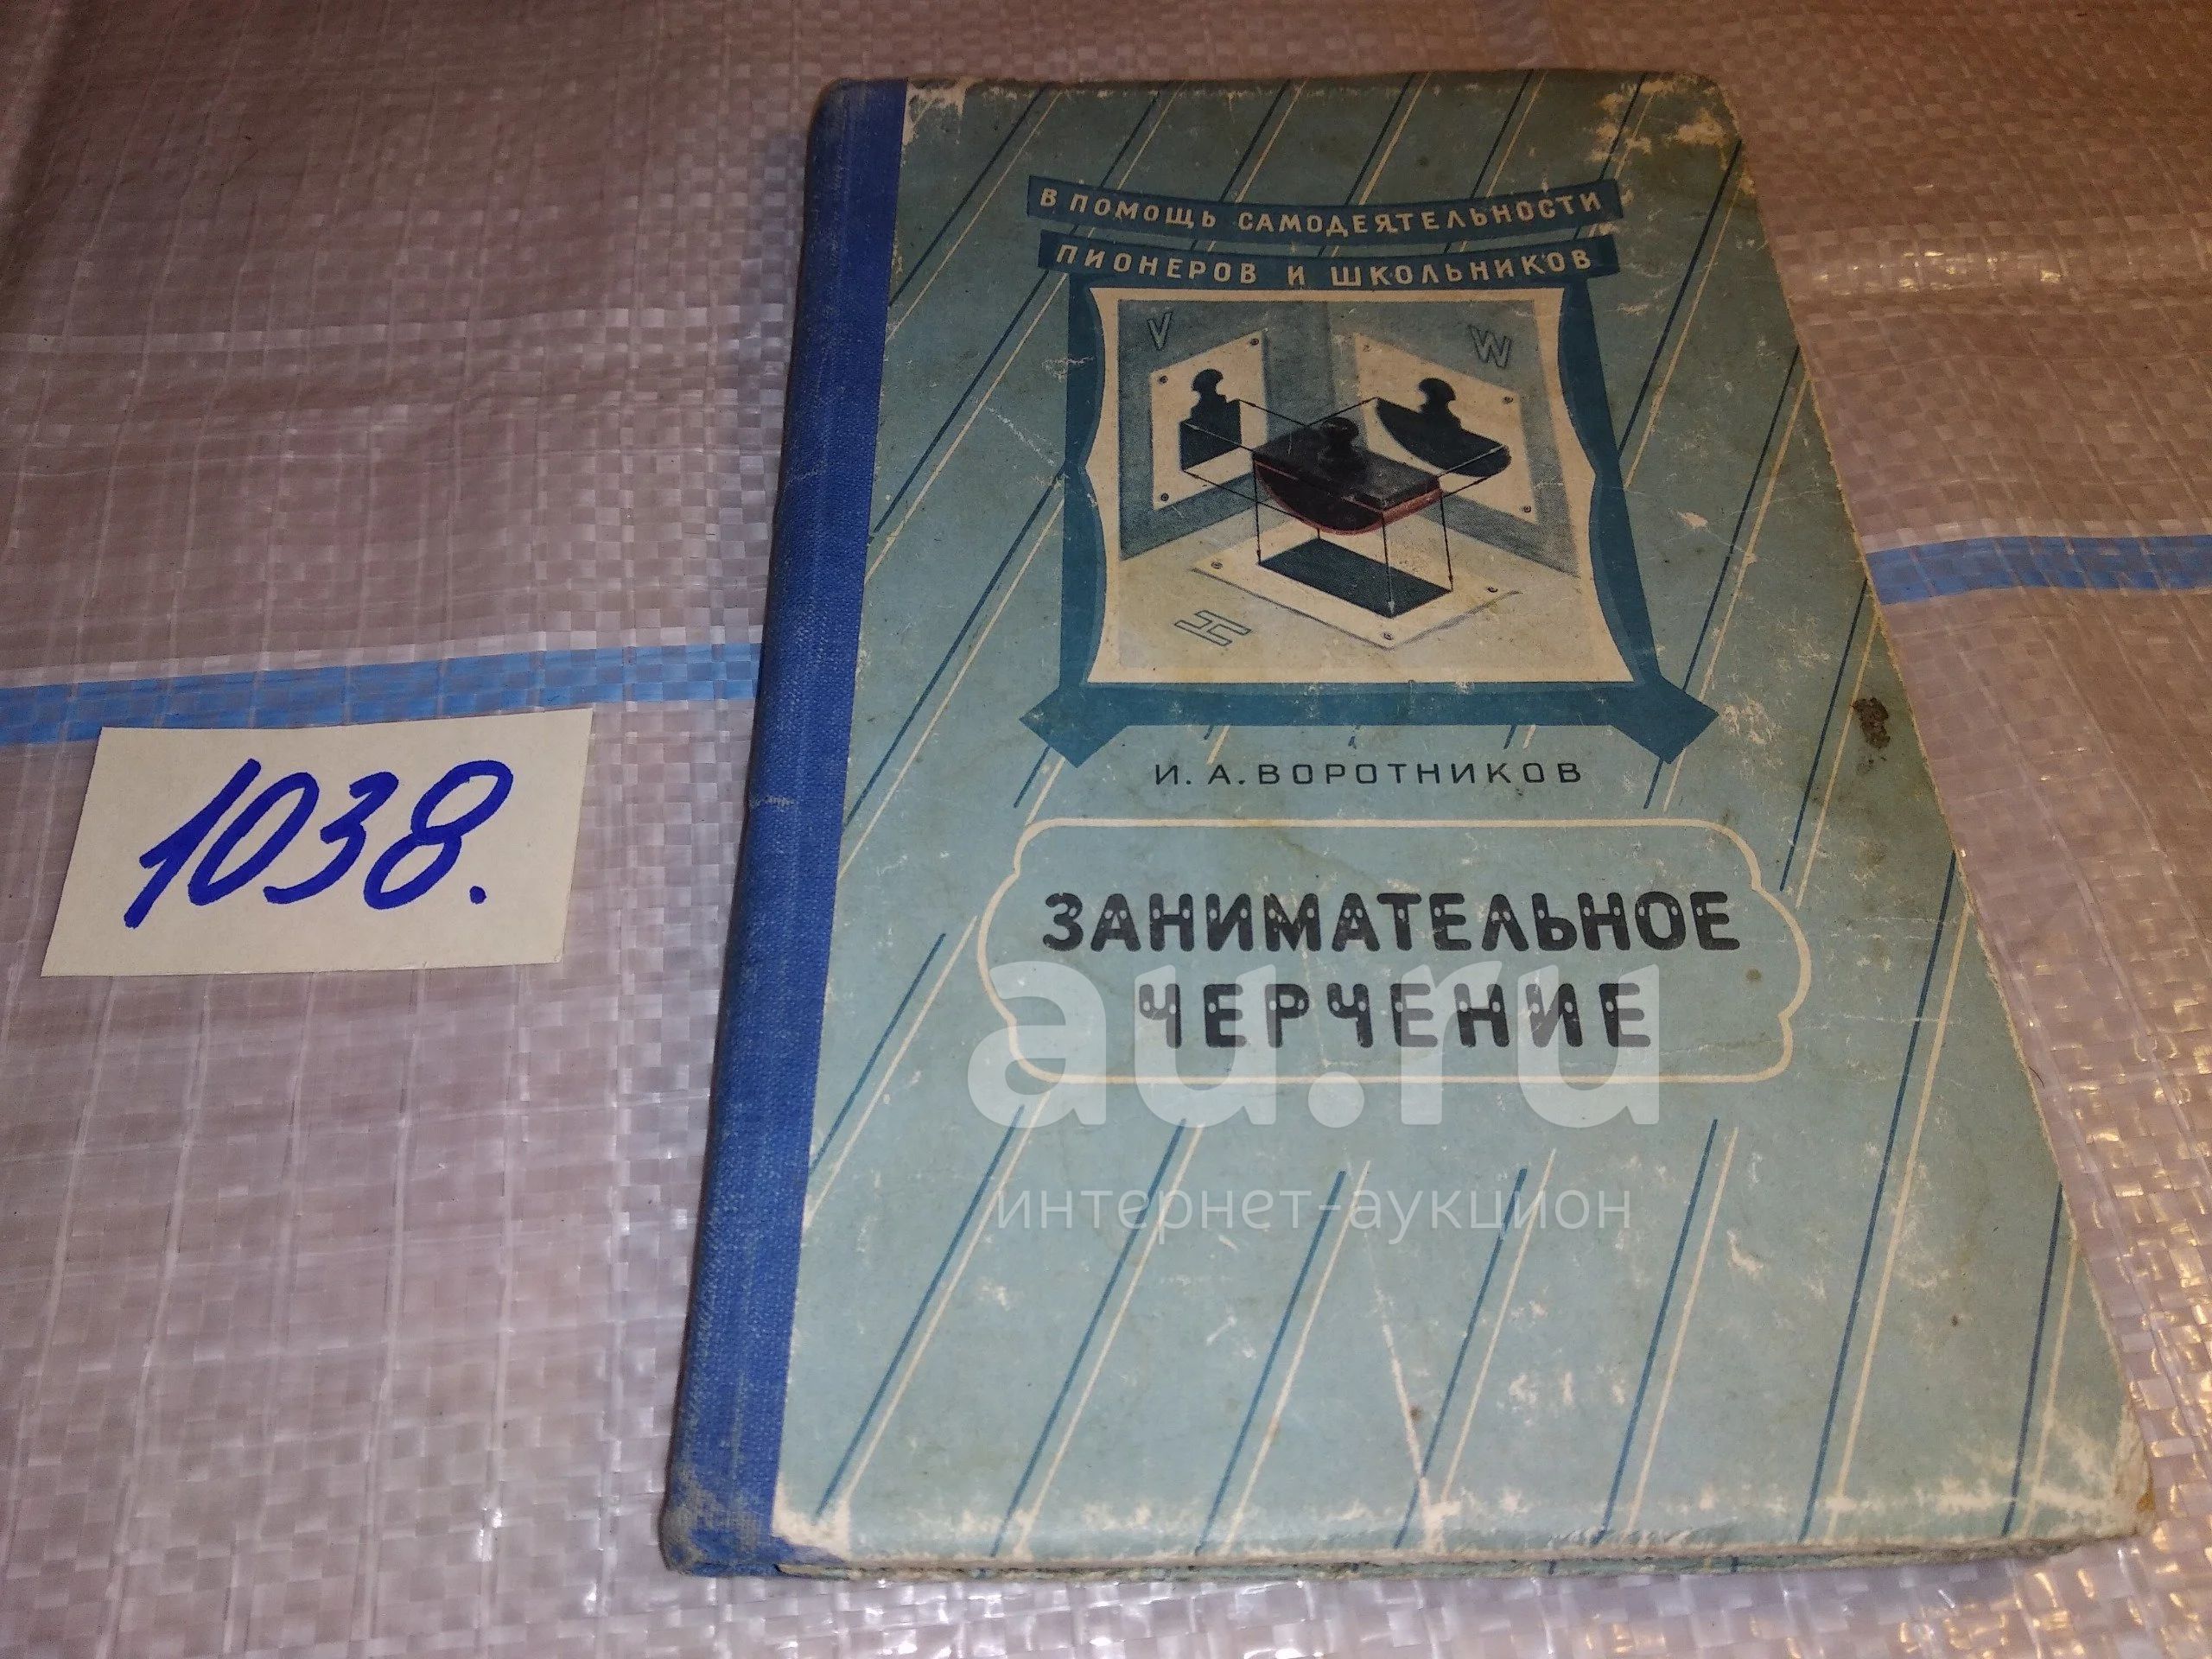 В ПОМОЩЬ САМОДЕЯТЕЛЬНОСТИ
ПИОНЕРОВ И ШКОЛЬНИКОВ
V
W
H
И. А. ВОРОТНИКОВ
ЗАНИМАТЕЛЬНОЕ
ЧЕРЧЕНИЕ
1038.
au.ru
интернет-аукцион